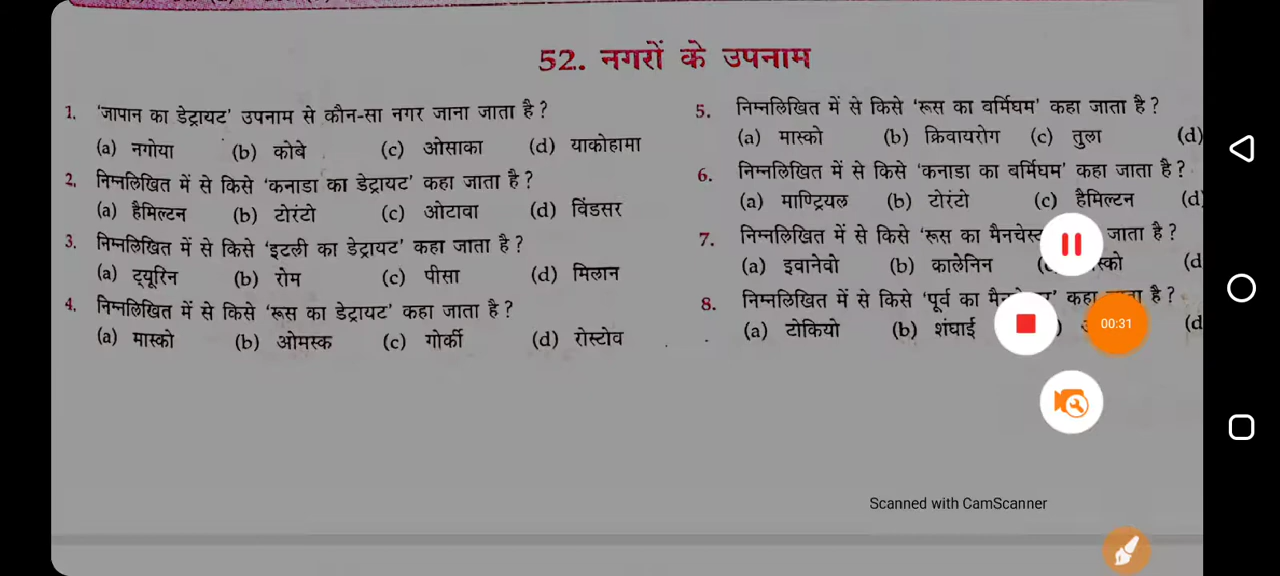 52. नगरों के उपनाम
1. 'जापान का डेट्रायट' उपनाम से कौन-सा नगर जाना जाता है?
(a) नगोया (b) कोबे (c) ओसाका (d) याकोहामा
2. निम्नलिखित में से किसे 'कनाडा का डेट्रायट' कहा जाता है?
(a) हैमिल्टन (b) टोरंटो (c) ओटावा (d) विंडसर
3. निम्नलिखित में से किसे 'इटली का डेट्रायट' कहा जाता है?
(a) ट्यूरिन (b) रोम (c) पीसा (d) मिलान
4. निम्नलिखित में से किसे 'रूस का डेट्रायट' कहा जाता है?
(a) मास्को (b) ओमस्क (c) गोर्की (d) रोस्टोव
5. निम्नलिखित में से किसे 'रूस का बर्मिघम' कहा जाता है?
(a) मास्को (b) क्रिवायरोग (c) तुला (d)
6. निम्नलिखित में से किसे 'कनाडा का बर्मिघम' कहा जाता है?
(a) माण्ट्रियल (b) टोरंटो (c) हैमिल्टन (d)
7. निम्नलिखित में से किसे 'रूस का जाता है?
(a) इवानेवो (b) कालेनिन (d
8. निम्नलिखित में से किसे 'पूर्व का कहा है?
(a) टोकियो (b) शंघाई (d
00:31
Scanned with CamScanner